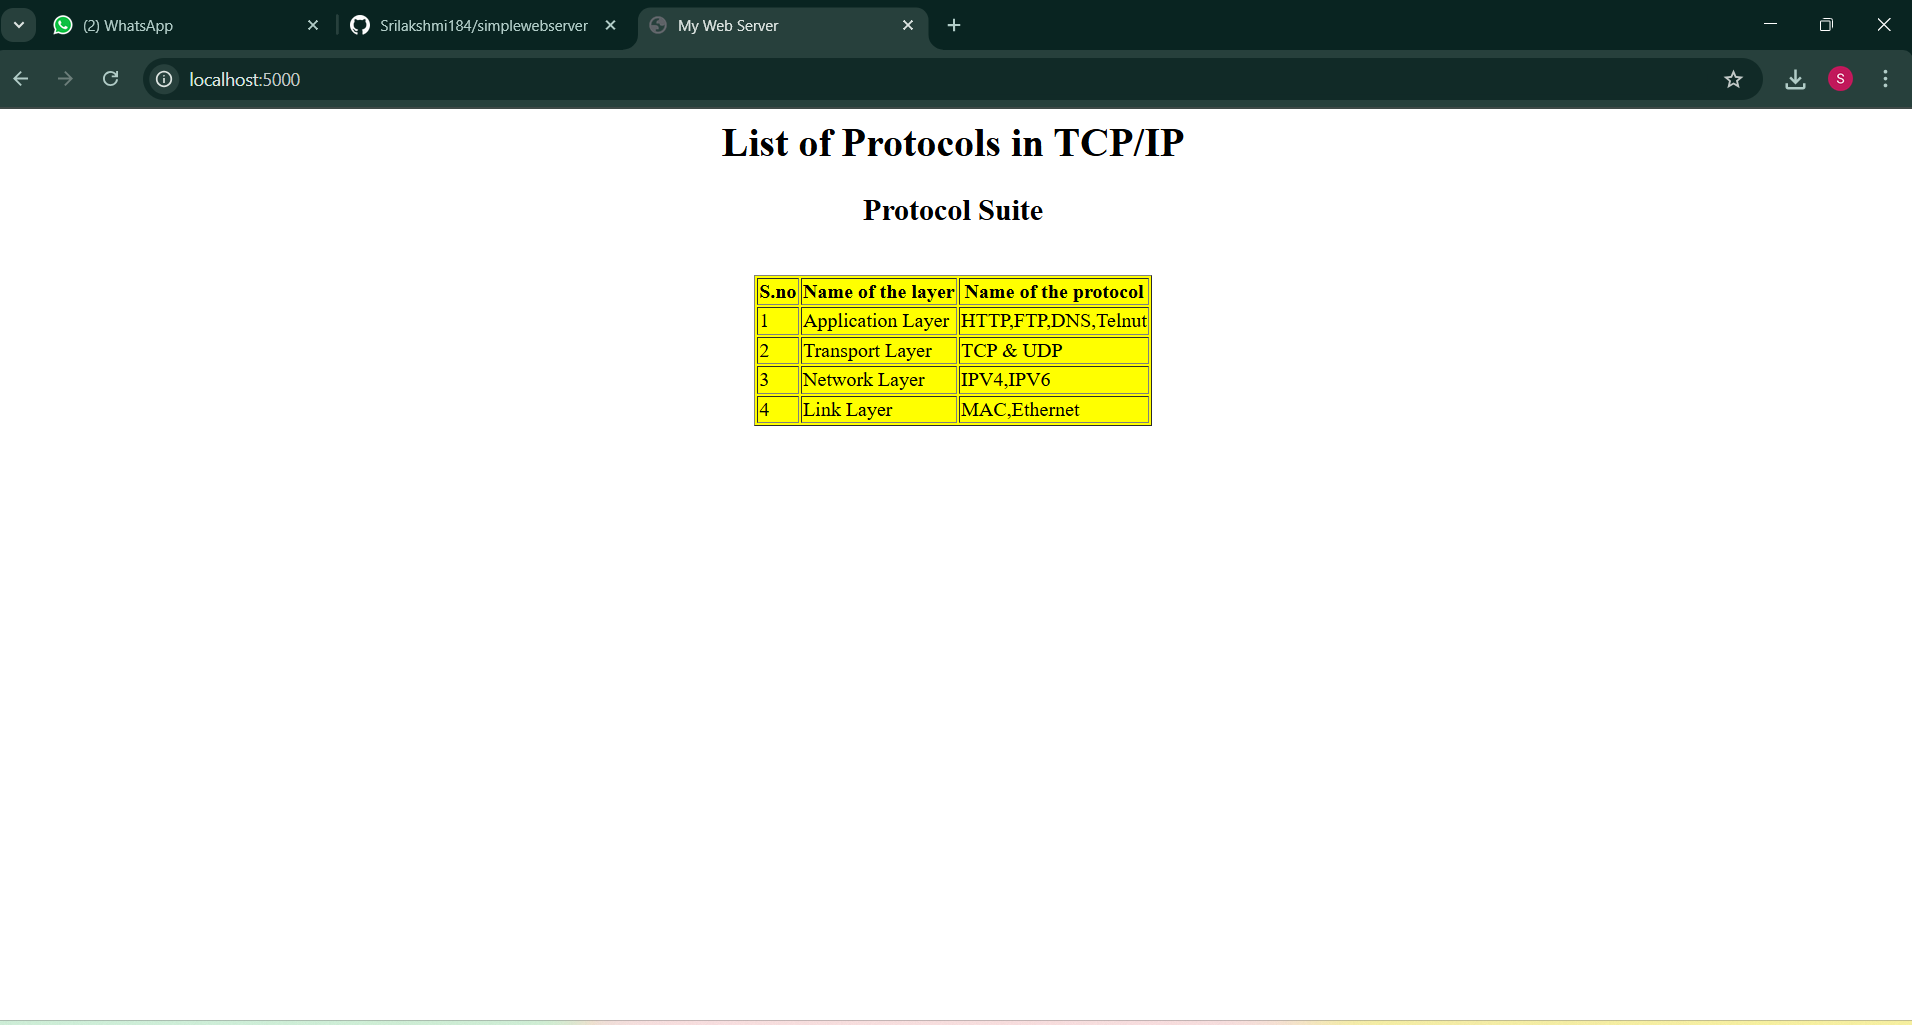 (2) WhatsApp
Srilakshmi184/simplewebserver
My Web Server
localhost:5000
S
List of Protocols in TCP/IP
Protocol Suite
S.no Name of the layer Name of the protocol
1 Application Layer HTTP,FTP,DNS,Telnut
2 Transport Layer TCP & UDP
3 Network Layer IPV4,IPV6
4 Link Layer MAC,Ethernet